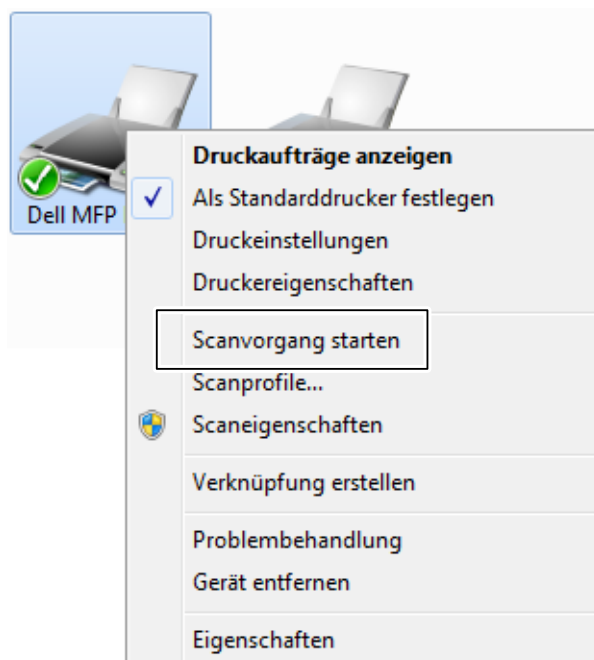 Dell MFP
Druckaufträge anzeigen
Als Standarddrucker festlegen
Druckeinstellungen
Druckereigenschaften
Scanvorgang starten
Scanprofile...
Scaneigenschaften
Verknüpfung erstellen
Problembehandlung
Gerät entfernen
Eigenschaften